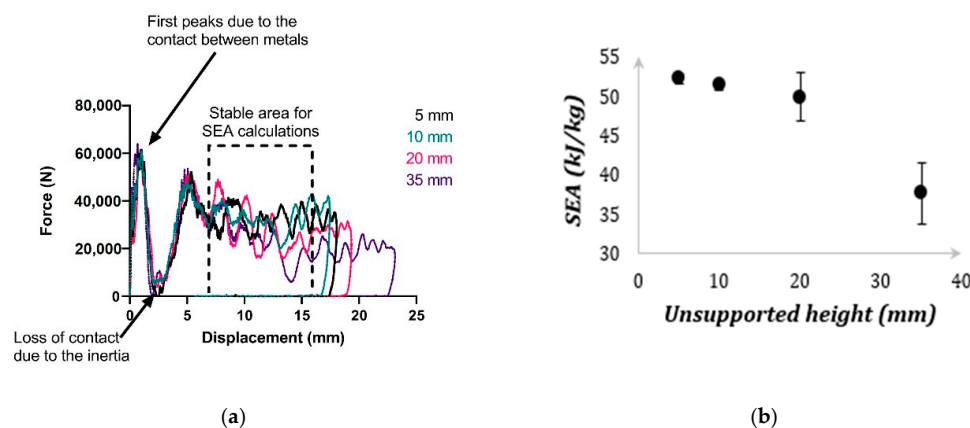 First peaks due to the
contact between metals
80,000
60,000
40,000
20,000
0
Force (N)
Stable area for
SEA calculations
5 mm
10 mm
20 mm
35 mm
0 5 10 15 20 25
Displacement (mm)
Loss of contact
due to the inertia
(a)
55
50
45
40
35
30
SEA (kJ/kg)
0 10 20 30 40
Unsupported height (mm)
(b)